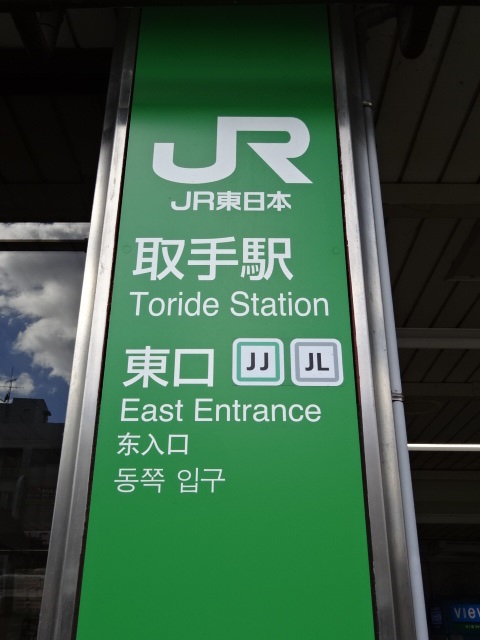 JR
JR東日本
取手駅
Toride Station
東口 JJ JL
East Entrance
东入口
동쪽 입구